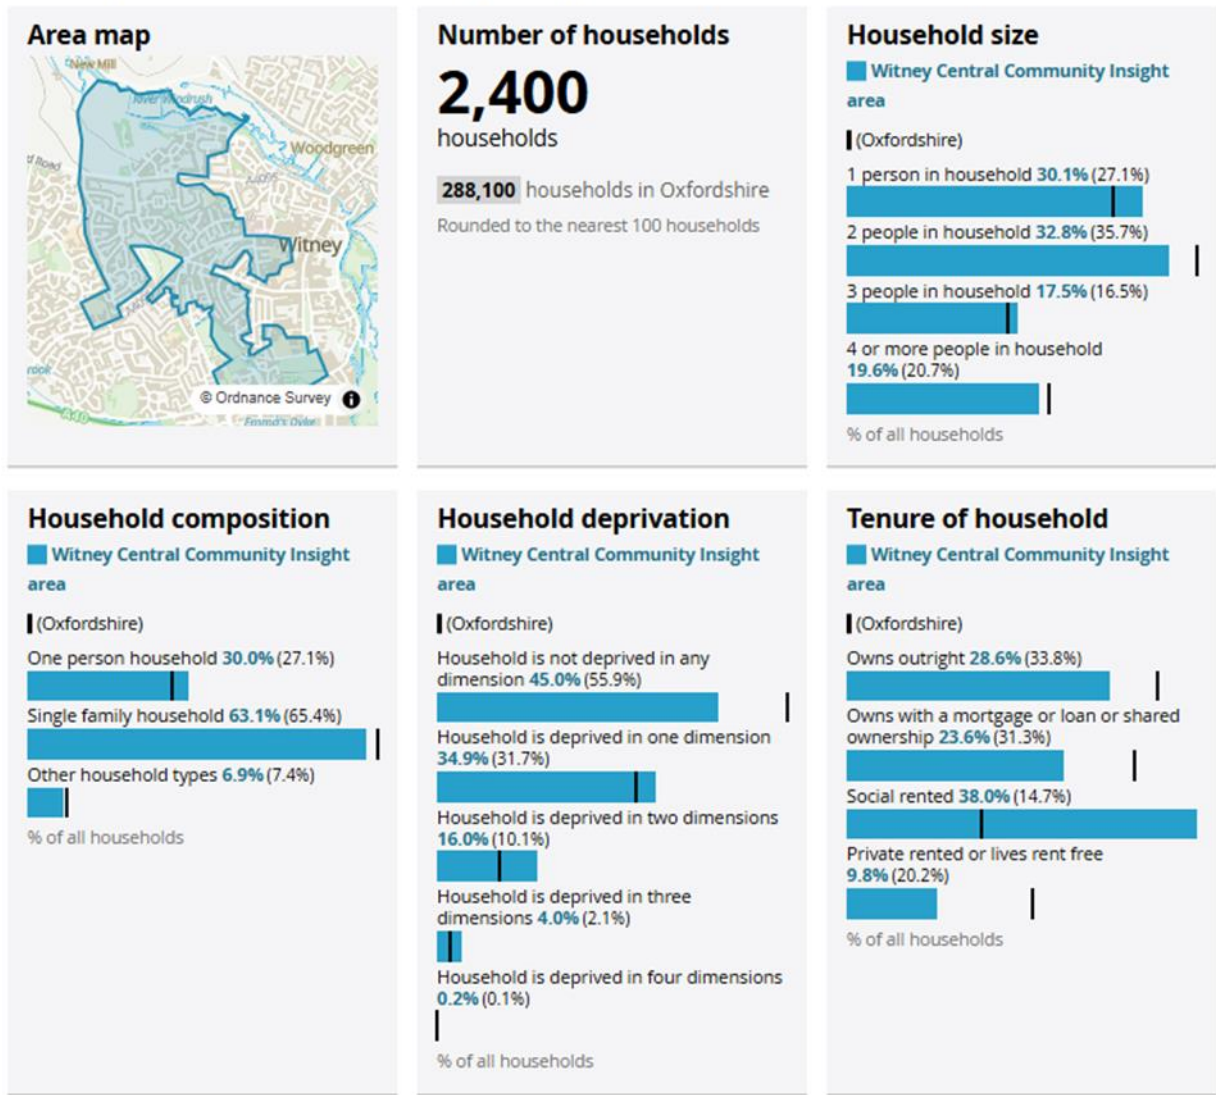 Area map
New Mill
River Windrush
Woodgreen
Witney
© Ordnance Survey
A40
Emma's Dyke
Number of households
2,400
households
288,100 households in Oxfordshire
Rounded to the nearest 100 households
Household size
Witney Central Community Insight
area
(Oxfordshire)
1 person in household 30.1% (27.1%)
2 people in household 32.8% (35.7%)
3 people in household 17.5% (16.5%)
4 or more people in household
19.6% (20.7%)
% of all households
Household composition
Witney Central Community Insight
area
(Oxfordshire)
One person household 30.0% (27.1%)
Single family household 63.1% (65.4%)
Other household types 6.9% (7.4%)
% of all households
Household deprivation
Witney Central Community Insight
area
(Oxfordshire)
Household is not deprived in any
dimension 45.0% (55.9%)
Household is deprived in one dimension
34.9% (31.7%)
Household is deprived in two dimensions
16.0% (10.1%)
Household is deprived in three
dimensions 4.0% (2.1%)
Household is deprived in four dimensions
0.2% (0.1%)
% of all households
Tenure of household
Witney Central Community Insight
area
(Oxfordshire)
Owns outright 28.6% (33.8%)
Owns with a mortgage or loan or shared
ownership 23.6% (31.3%)
Social rented 38.0% (14.7%)
Private rented or lives rent free
9.8% (20.2%)
% of all households